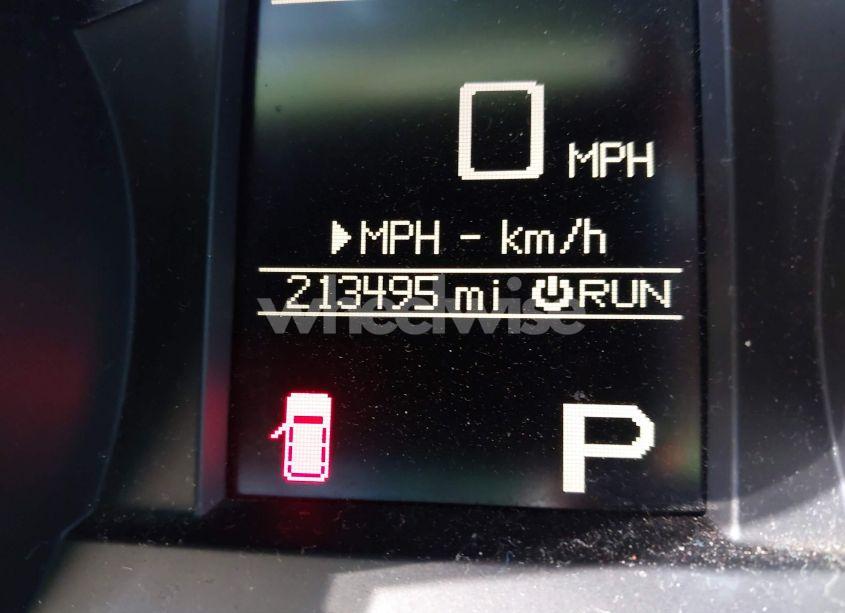 0 MPH
▶MPH - km/h
213495 mi ⏻RUN
wheelwise
P